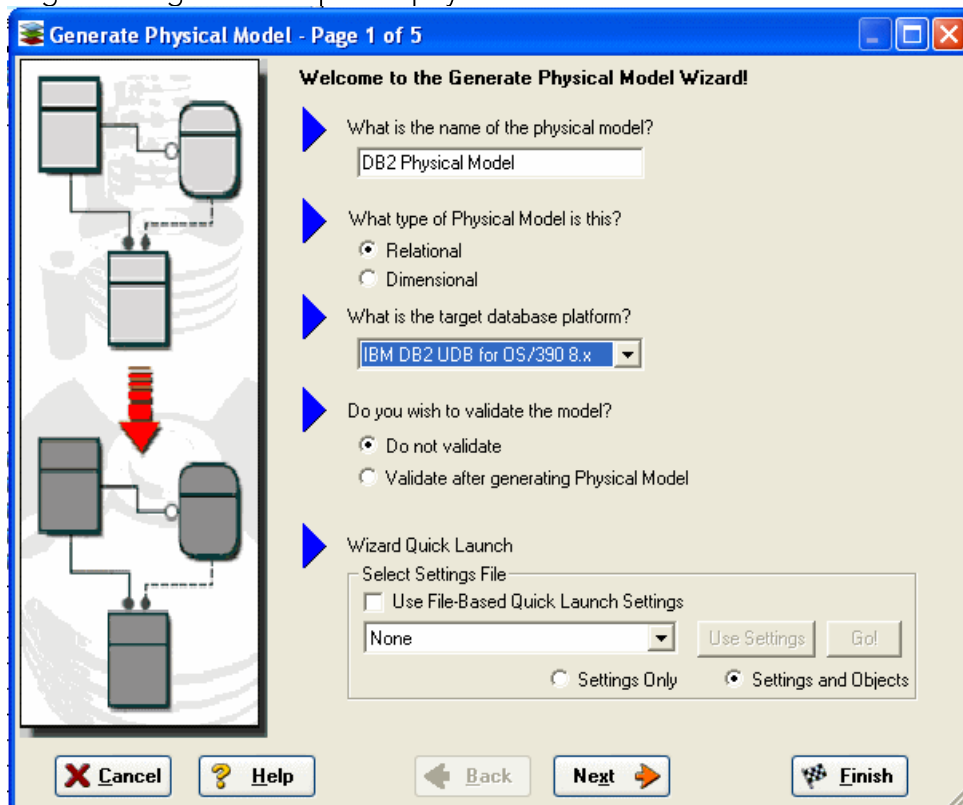 Generate Physical Model - Page 1 of 5
Welcome to the Generate Physical Model Wizard!
What is the name of the physical model?
DB2 Physical Model
What type of Physical Model is this?
Relational
Dimensional
What is the target database platform?
IBM DB2 UDB for OS/390 8.x
Do you wish to validate the model?
Do not validate
Validate after generating Physical Model
Wizard Quick Launch
Select Settings File
Use File-Based Quick Launch Settings
None Use Settings Go!
Settings Only Settings and Objects
Cancel Help Back Next Finish